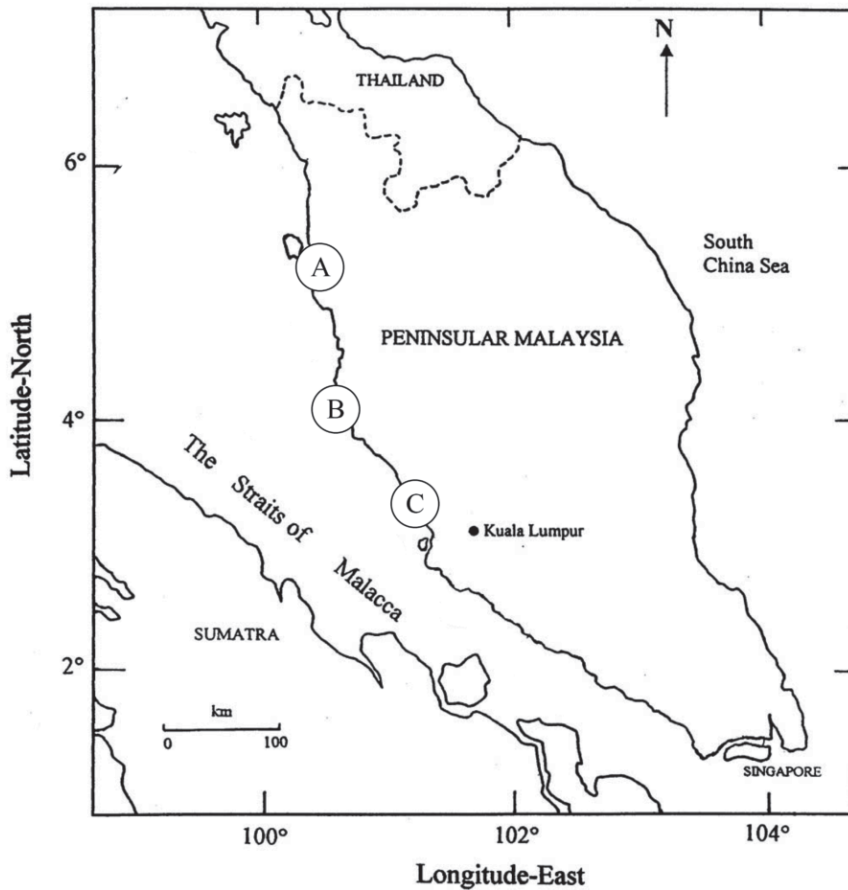 N
THAILAND
6°
South
China Sea
A
PENINSULAR MALAYSIA
Latitude-North
4°
B
The Straits of
Malacca
C
Kuala Lumpur
SUMATRA
2°
km
0 100
SINGAPORE
100° 102° 104°
Longitude-East